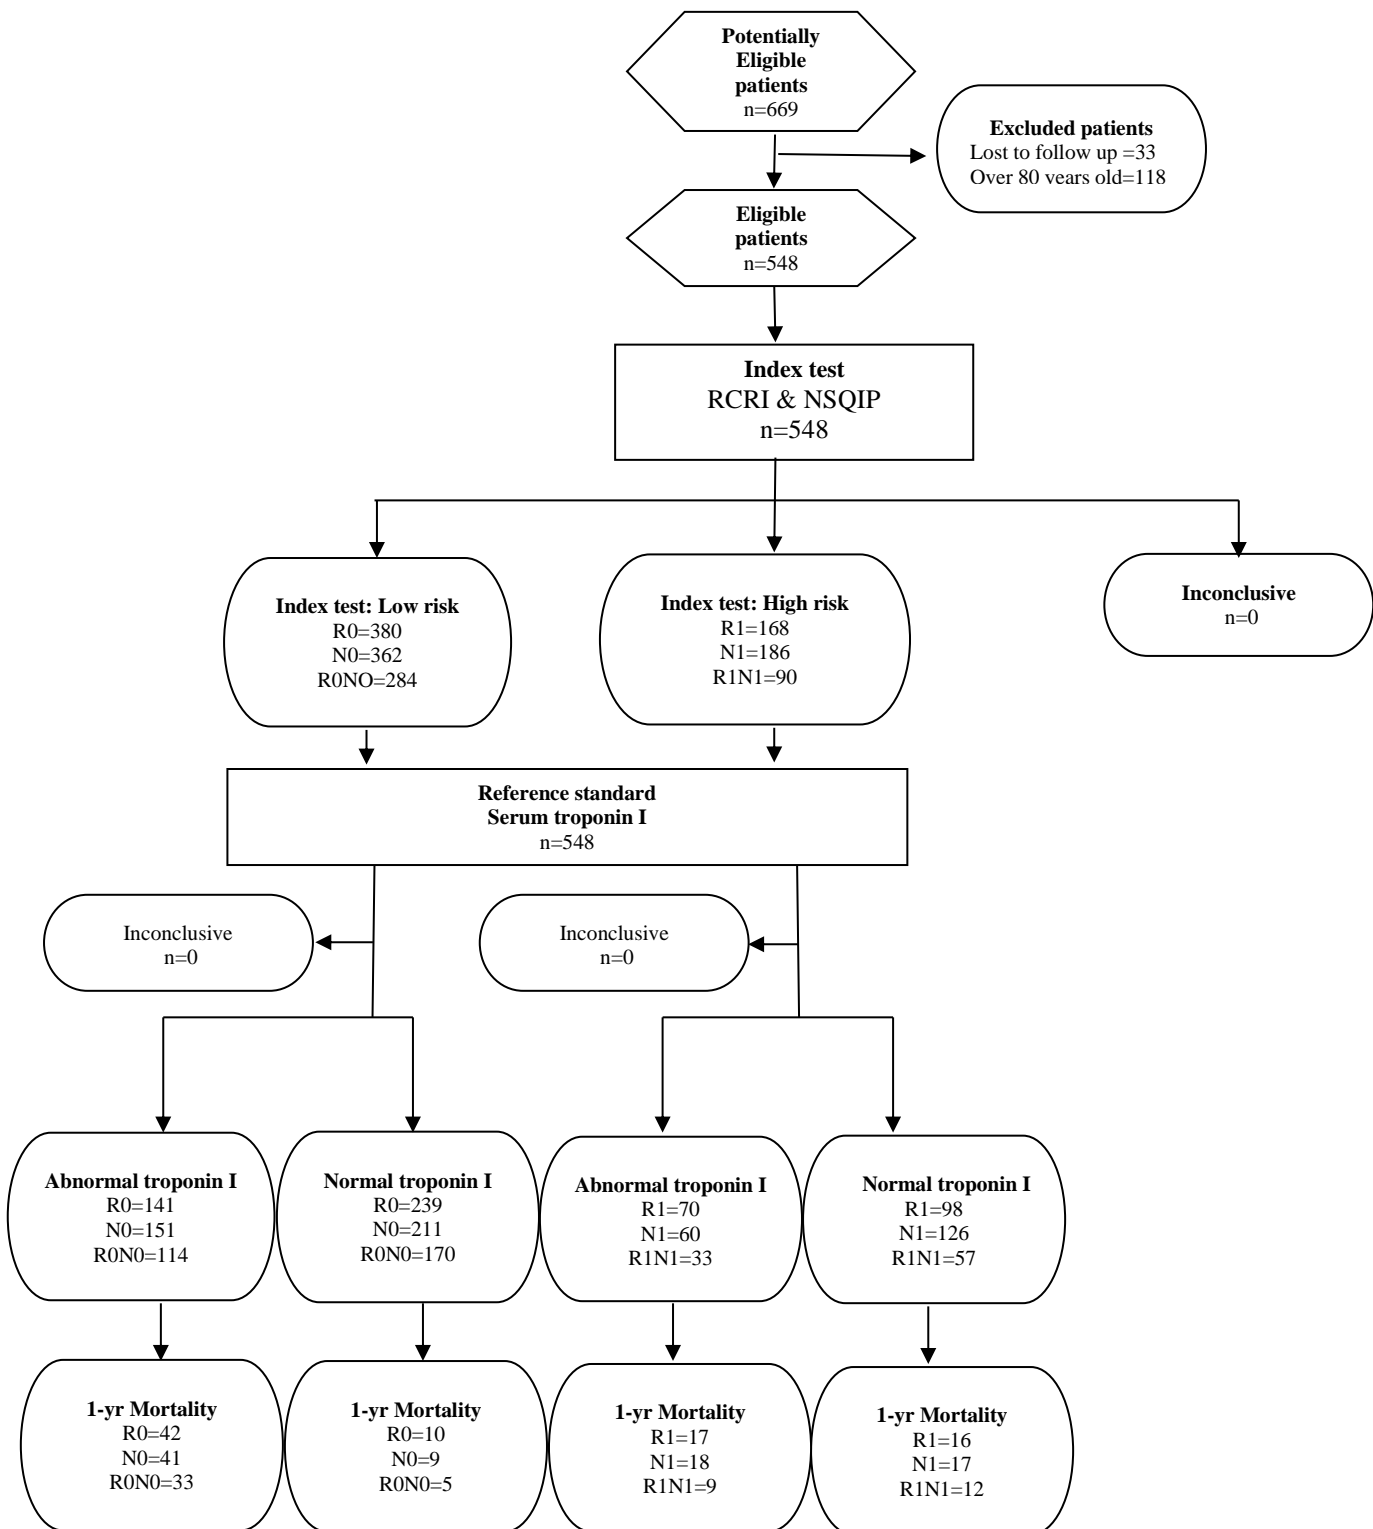 Potentially
Eligible
patients
n=669
Excluded patients
Lost to follow up =33
Over 80 years old=118
Eligible
patients
n=548
Index test
RCRI & NSQIP
n=548
Index test: Low risk
R0=380
N0=362
R0NO=284
Index test: High risk
R1=168
N1=186
R1N1=90
Inconclusive
n=0
Reference standard
Serum troponin I
n=548
Inconclusive
n=0
Inconclusive
n=0
Abnormal troponin I
R0=141
N0=151
R0N0=114
Normal troponin I
R0=239
N0=211
R0N0=170
Abnormal troponin I
R1=70
N1=60
R1N1=33
Normal troponin I
R1=98
N1=126
R1N1=57
1-yr Mortality
R0=42
N0=41
R0N0=33
1-yr Mortality
R0=10
N0=9
R0N0=5
1-yr Mortality
R1=17
N1=18
R1N1=9
1-yr Mortality
R1=16
N1=17
R1N1=12